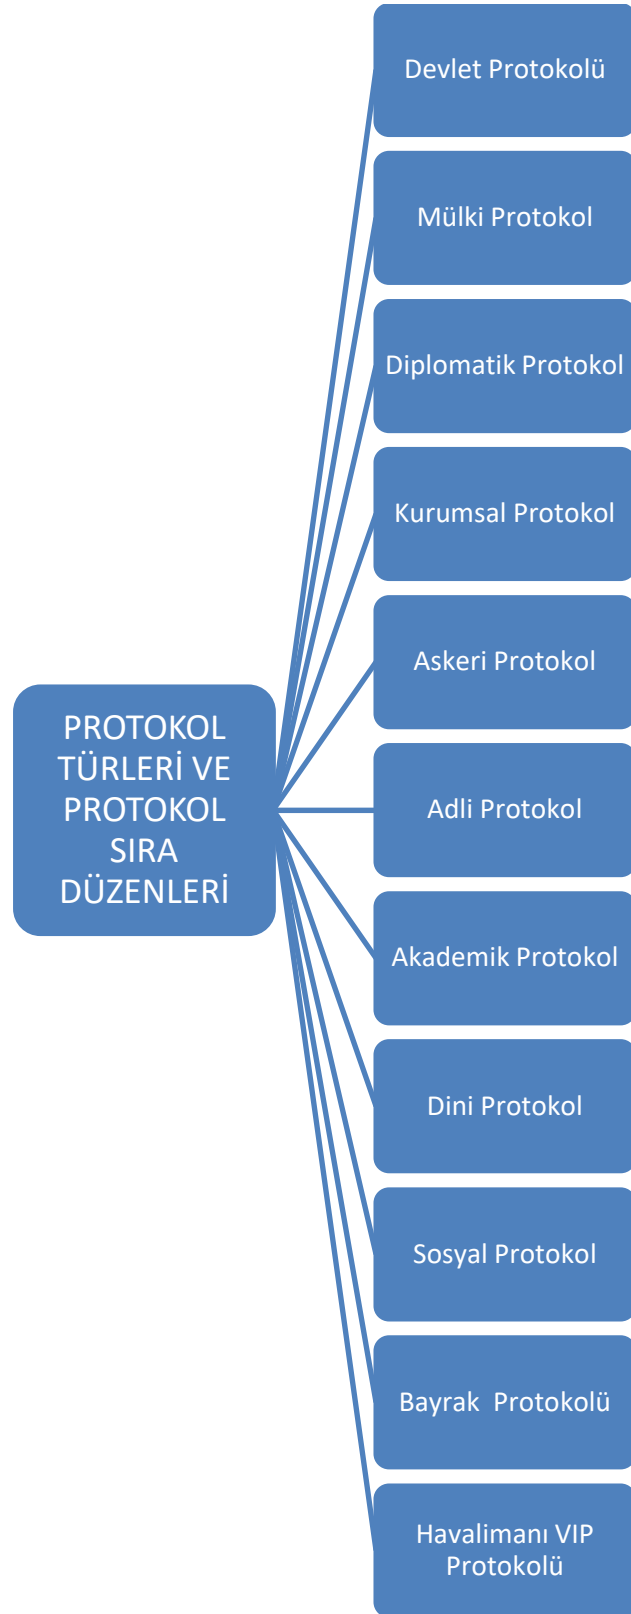 Devlet Protokolü
Mülki Protokol
Diplomatik Protokol
Kurumsal Protokol
Askeri Protokol
PROTOKOL
TÜRLERİ VE
PROTOKOL
SIRA
DÜZENLERİ
Adli Protokol
Akademik Protokol
Dini Protokol
Sosyal Protokol
Bayrak  Protokolü
Havalimanı VIP
Protokolü